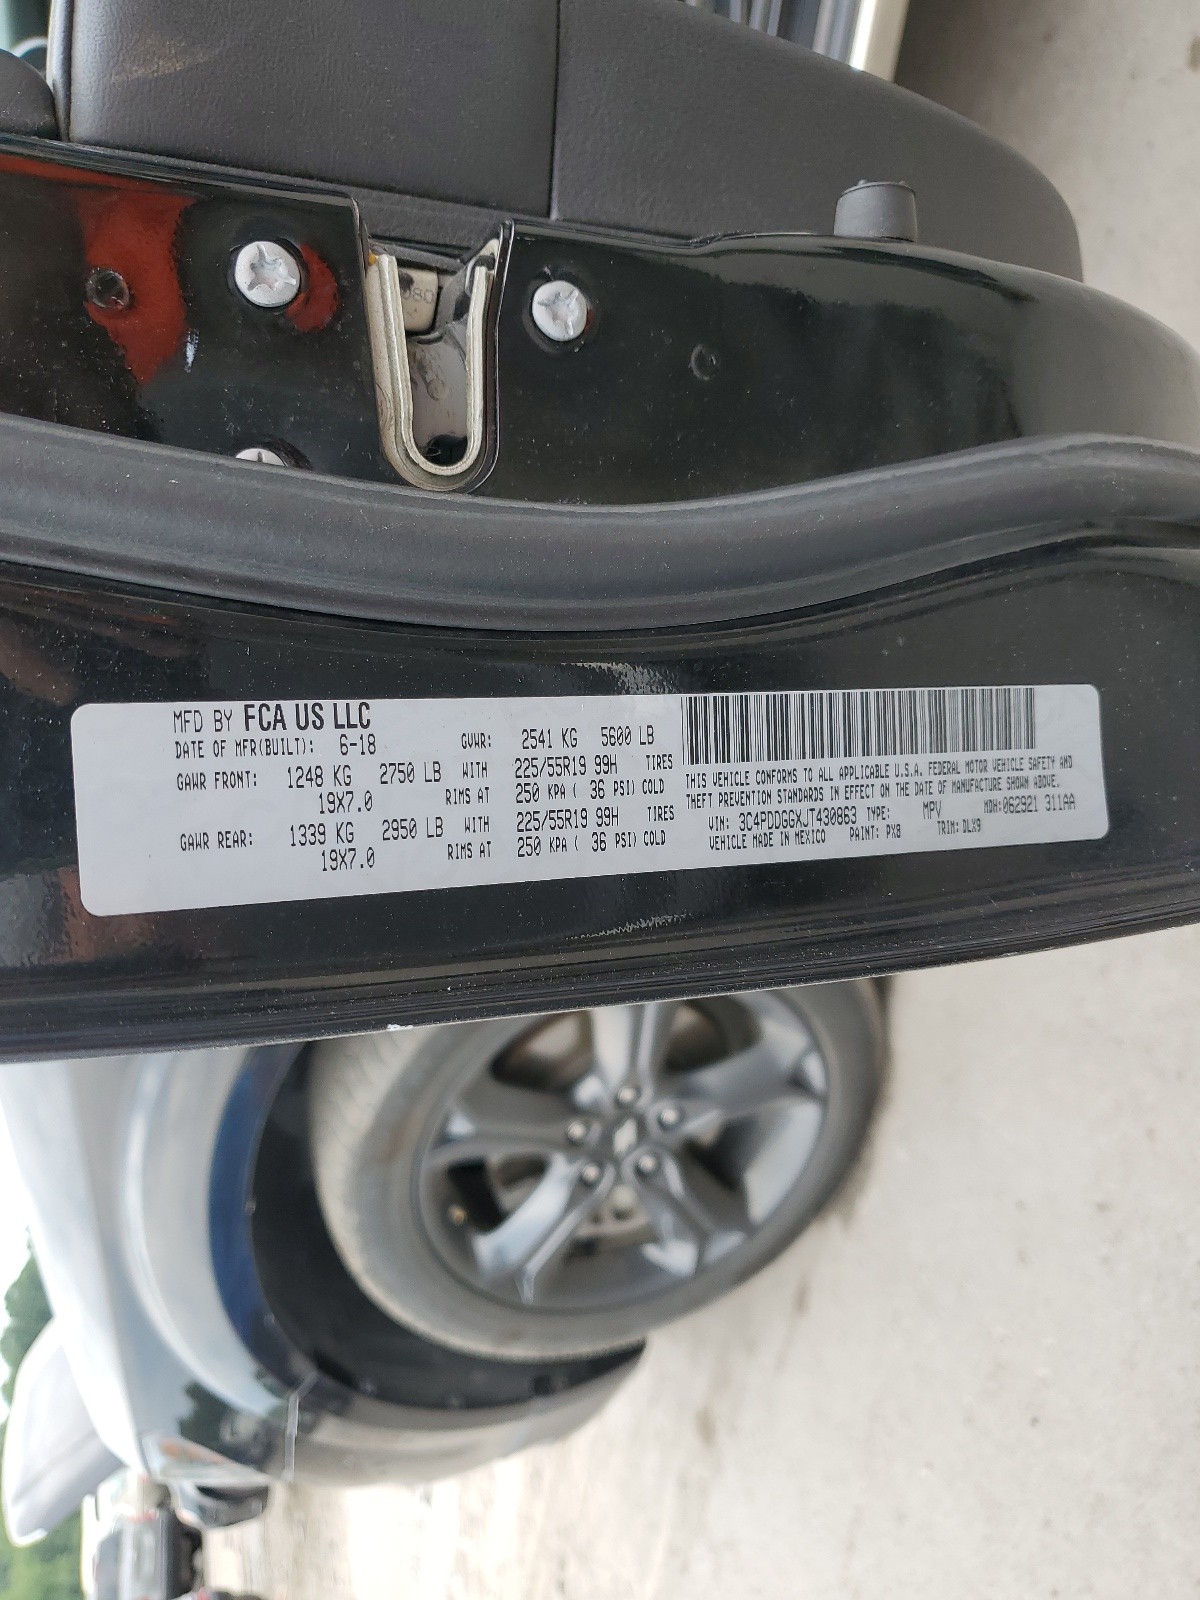 MFD BY FCA US LLC
DATE OF MFR(BUILT): 6-18 GVWR: 2541 KG 5600 LB
GAWR FRONT: 1248 KG 2750 LB WITH 225/55R19 99H TIRES
19X7.0 RIMS AT 250 KPA ( 36 PSI) COLD
GAWR REAR: 1339 KG 2950 LB WITH 225/55R19 99H TIRES
19X7.0 RIMS AT 250 KPA ( 36 PSI) COLD
THIS VEHICLE CONFORMS TO ALL APPLICABLE U.S.A. FEDERAL MOTOR VEHICLE SAFETY AND
THEFT PREVENTION STANDARDS IN EFFECT ON THE DATE OF MANUFACTURE SHOWN ABOVE.
VIN: 3C4PDDGGXJT430863 TYPE: MPV MDH:062921 311AA
VEHICLE MADE IN MEXICO PAINT: PX8 TRIM: DLX9